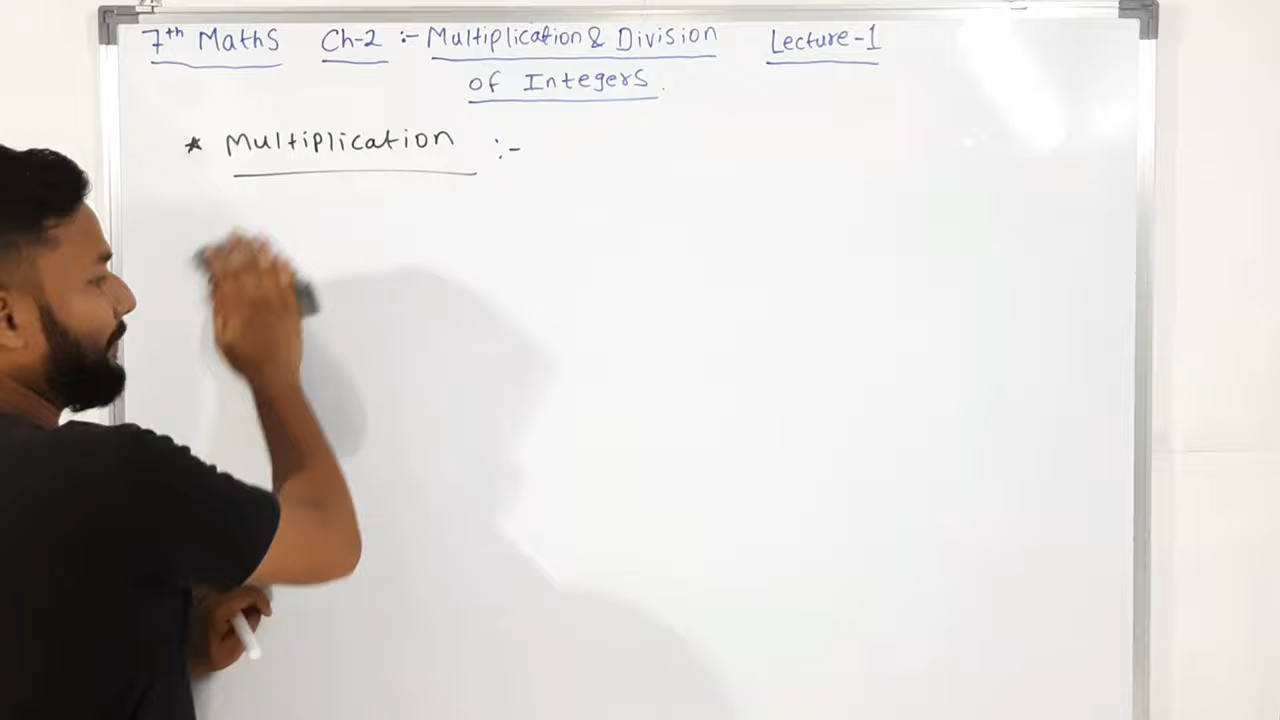 7th Maths Ch-2 :- Multiplication & Division Lecture-1
of Integers.
* Multiplication :-